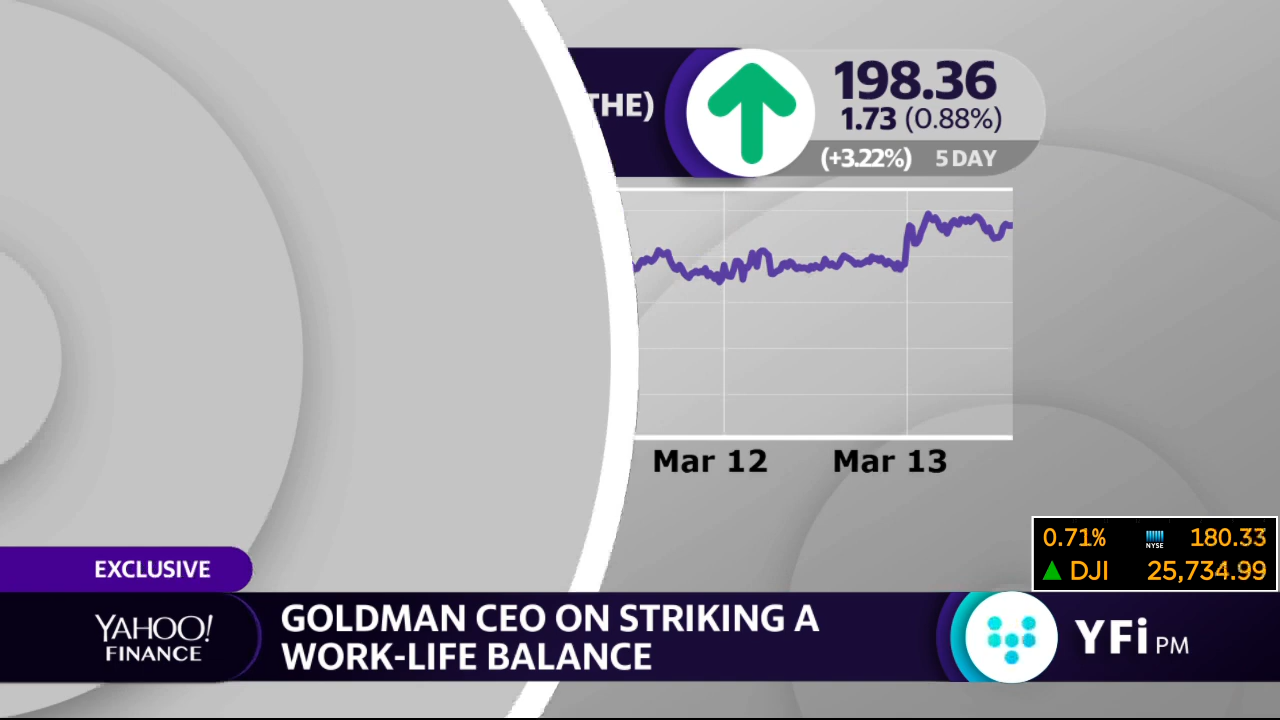 THE)
198.36
1.73 (0.88%)
(+3.22%) 5 DAY
Mar 12 Mar 13
0.71% NYSE 180.33
DJI 25,734.99
EXCLUSIVE
YAHOO!
FINANCE
GOLDMAN CEO ON STRIKING A
WORK-LIFE BALANCE
YFi PM